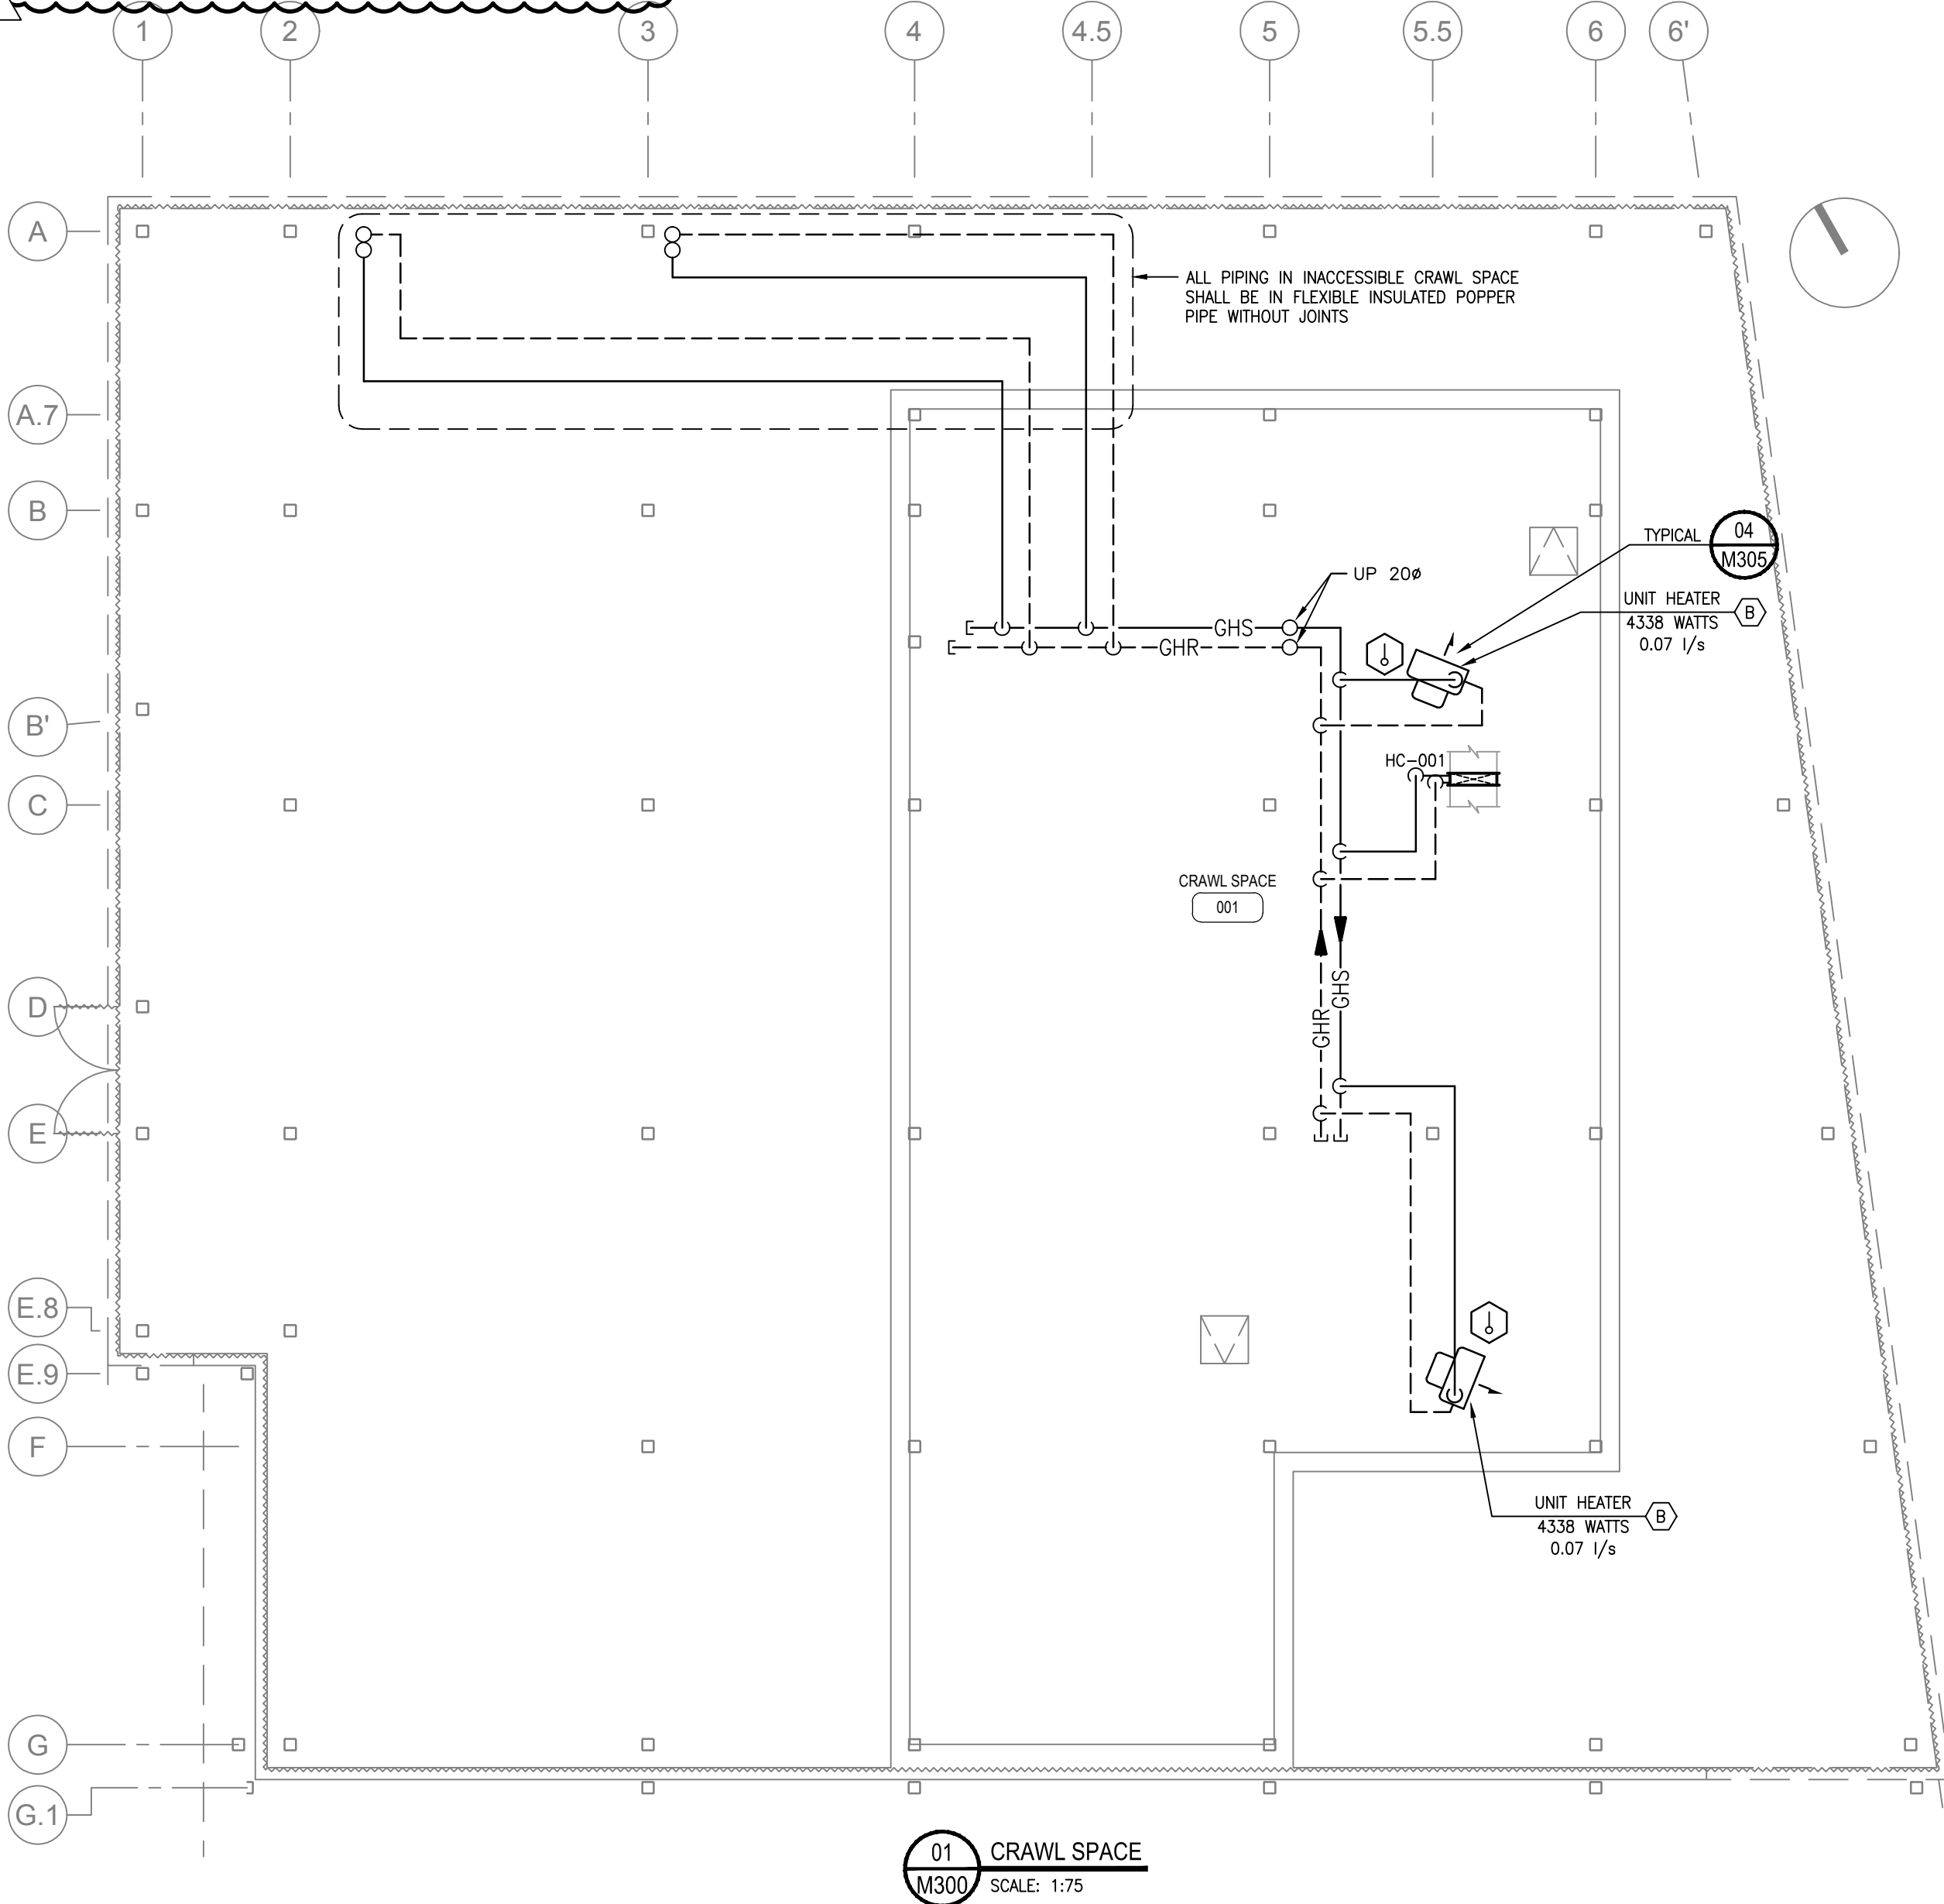 1
2
3
4
4.5
5
5.5
6
6'
A
ALL PIPING IN INACCESSIBLE CRAWL SPACE
SHALL BE IN FLEXIBLE INSULATED POPPER
PIPE WITHOUT JOINTS
A.7
B
TYPICAL
04
M305
UP 20ø
UNIT HEATER
4338 WATTS
0.07 l/s
B
GHS
GHR
B'
HC-001
C
CRAWL SPACE
001
D
GHS
GHR
E
E.8
E.9
F
UNIT HEATER
4338 WATTS
0.07 l/s
B
G
G.1
01
M300
CRAWL SPACE
SCALE: 1:75